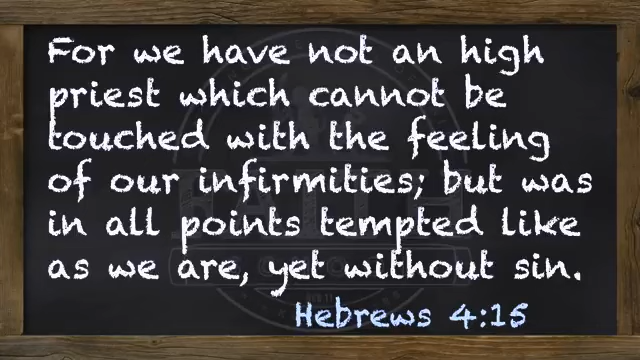 For we have not an high
priest which cannot be
touched with the feeling
of our infirmities; but was
in all points tempted like
as we are, yet without sin.
Hebrews 4:15